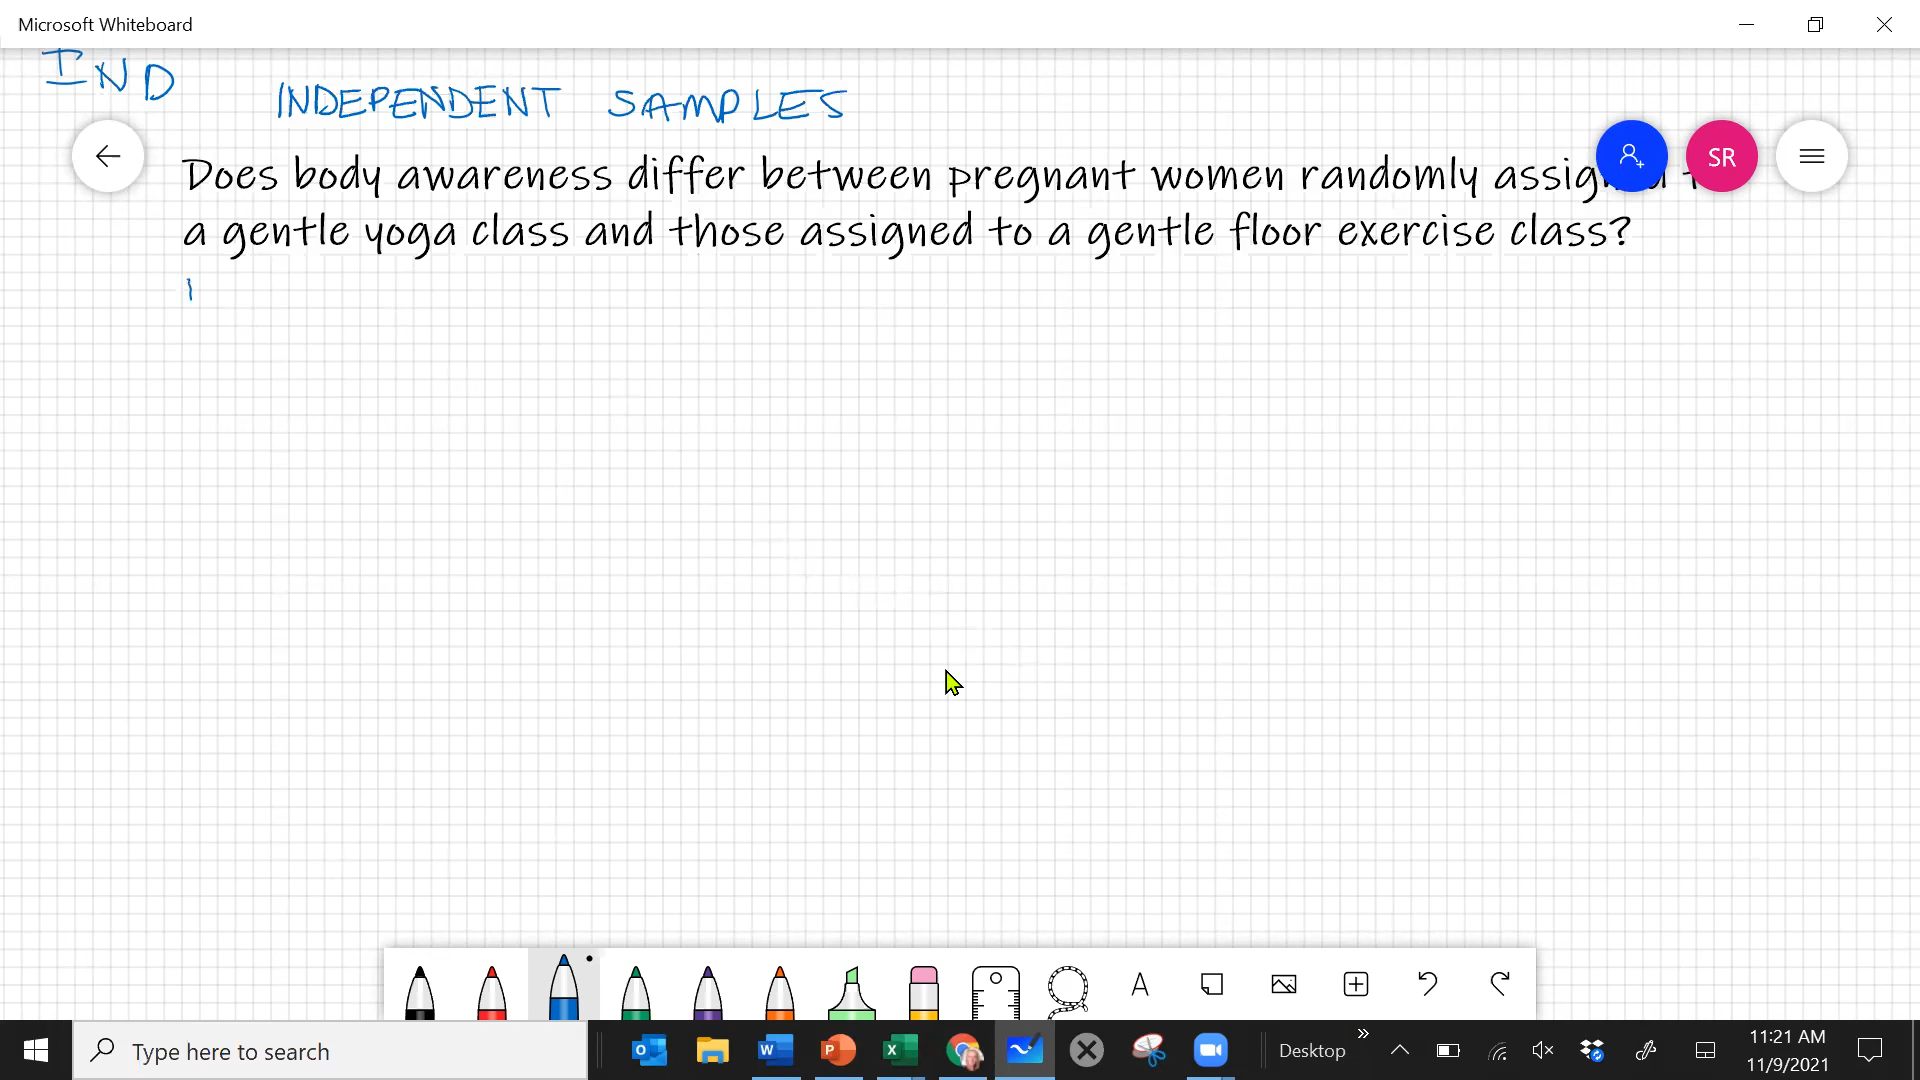 Microsoft Whiteboard
IND
INDEPENDENT SAMPLES
Does body awareness differ between pregnant women randomly assigned
a gentle yoga class and those assigned to a gentle floor exercise class?
SR
A
Type here to search
Desktop
11:21 AM
11/9/2021